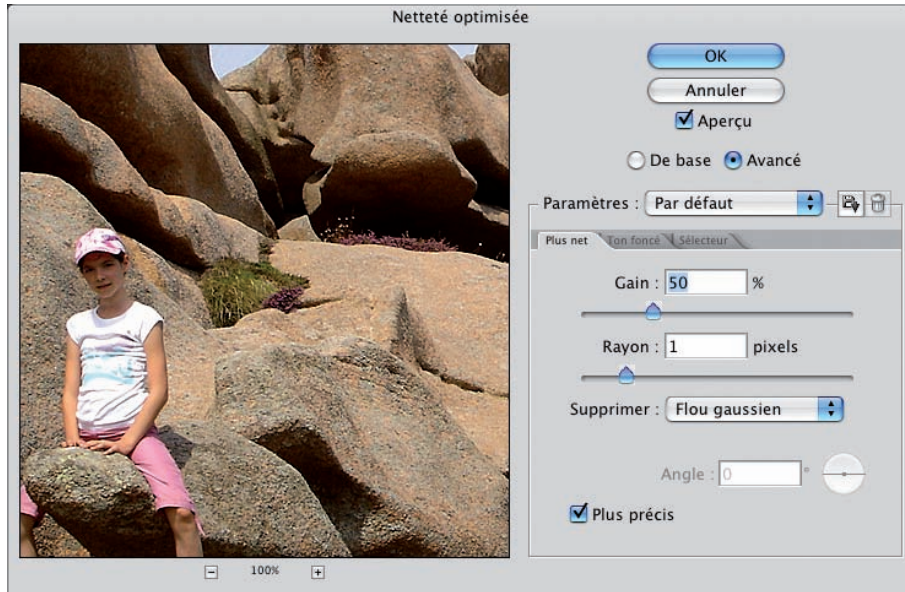 Netteté optimisée
OK
Annuler
Aperçu
De base Avancé
Paramètres : Par défaut
Plus net Ton foncé Sélecteur
Gain : 50 %
Rayon : 1 pixels
Supprimer : Flou gaussien
Angle : 0 °
Plus précis
100%